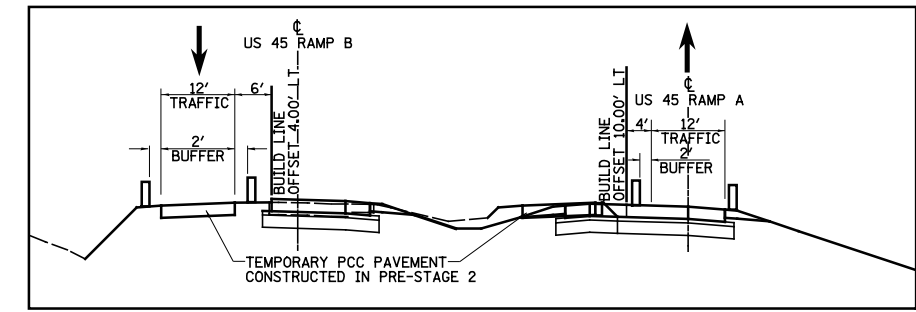 ℄
US 45 RAMP B
12'
TRAFFIC
6'
2'
BUFFER
BUILD LINE
OFFSET 4.00' LT.
℄
US 45 RAMP A
BUILD LINE
OFFSET 10.00' LT
4'
12'
TRAFFIC
2'
BUFFER
TEMPORARY PCC PAVEMENT
CONSTRUCTED IN PRE-STAGE 2